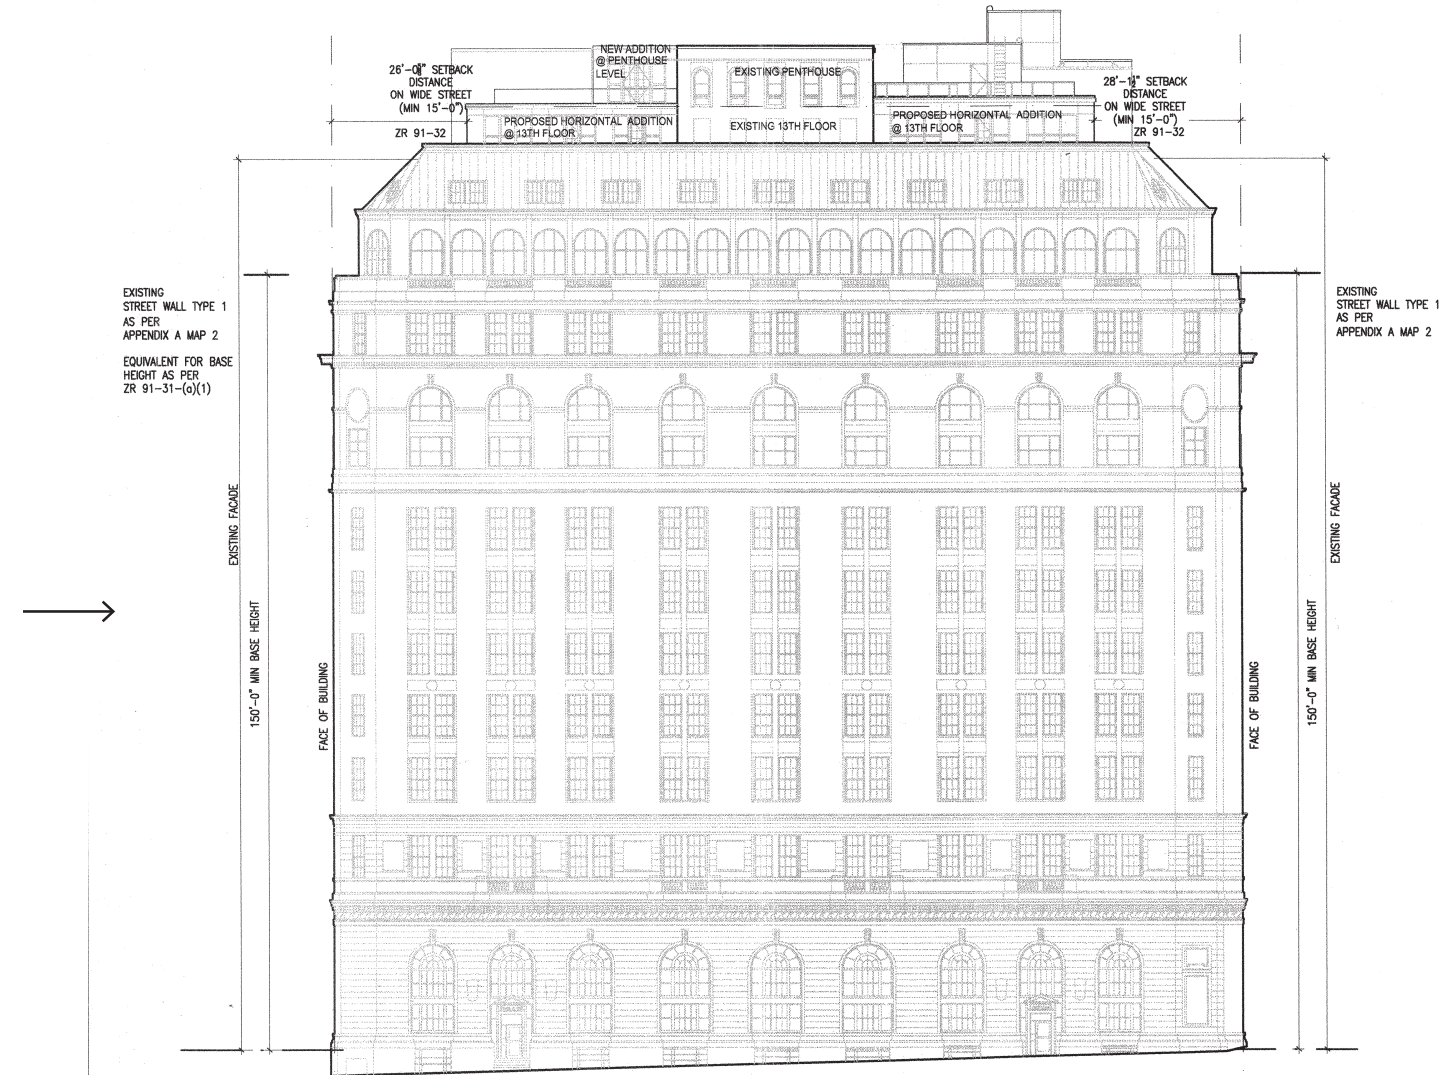 NEW ADDITION
@ PENTHOUSE
LEVEL
EXISTING PENTHOUSE
26'-0⅜" SETBACK
DISTANCE
ON WIDE STREET
(MIN 15'-0")
ZR 91-32
PROPOSED HORIZONTAL ADDITION
@ 13TH FLOOR
EXISTING 13TH FLOOR
PROPOSED HORIZONTAL ADDITION
@ 13TH FLOOR
SETBACK
DISTANCE
ON WIDE STREET
(MIN 15'-0")
ZR 91-32
EXISTING
STREET WALL TYPE 1
AS PER
APPENDIX A MAP 2
EQUIVALENT FOR BASE
HEIGHT AS PER
ZR 91-31-(a)(1)
EXISTING
STREET WALL TYPE 1
AS PER
APPENDIX A MAP 2
EXISTING FACADE
150'-0" MIN BASE HEIGHT
FACE OF BUILDING
FACE OF BUILDING
150'-0" MIN BASE HEIGHT
EXISTING FACADE